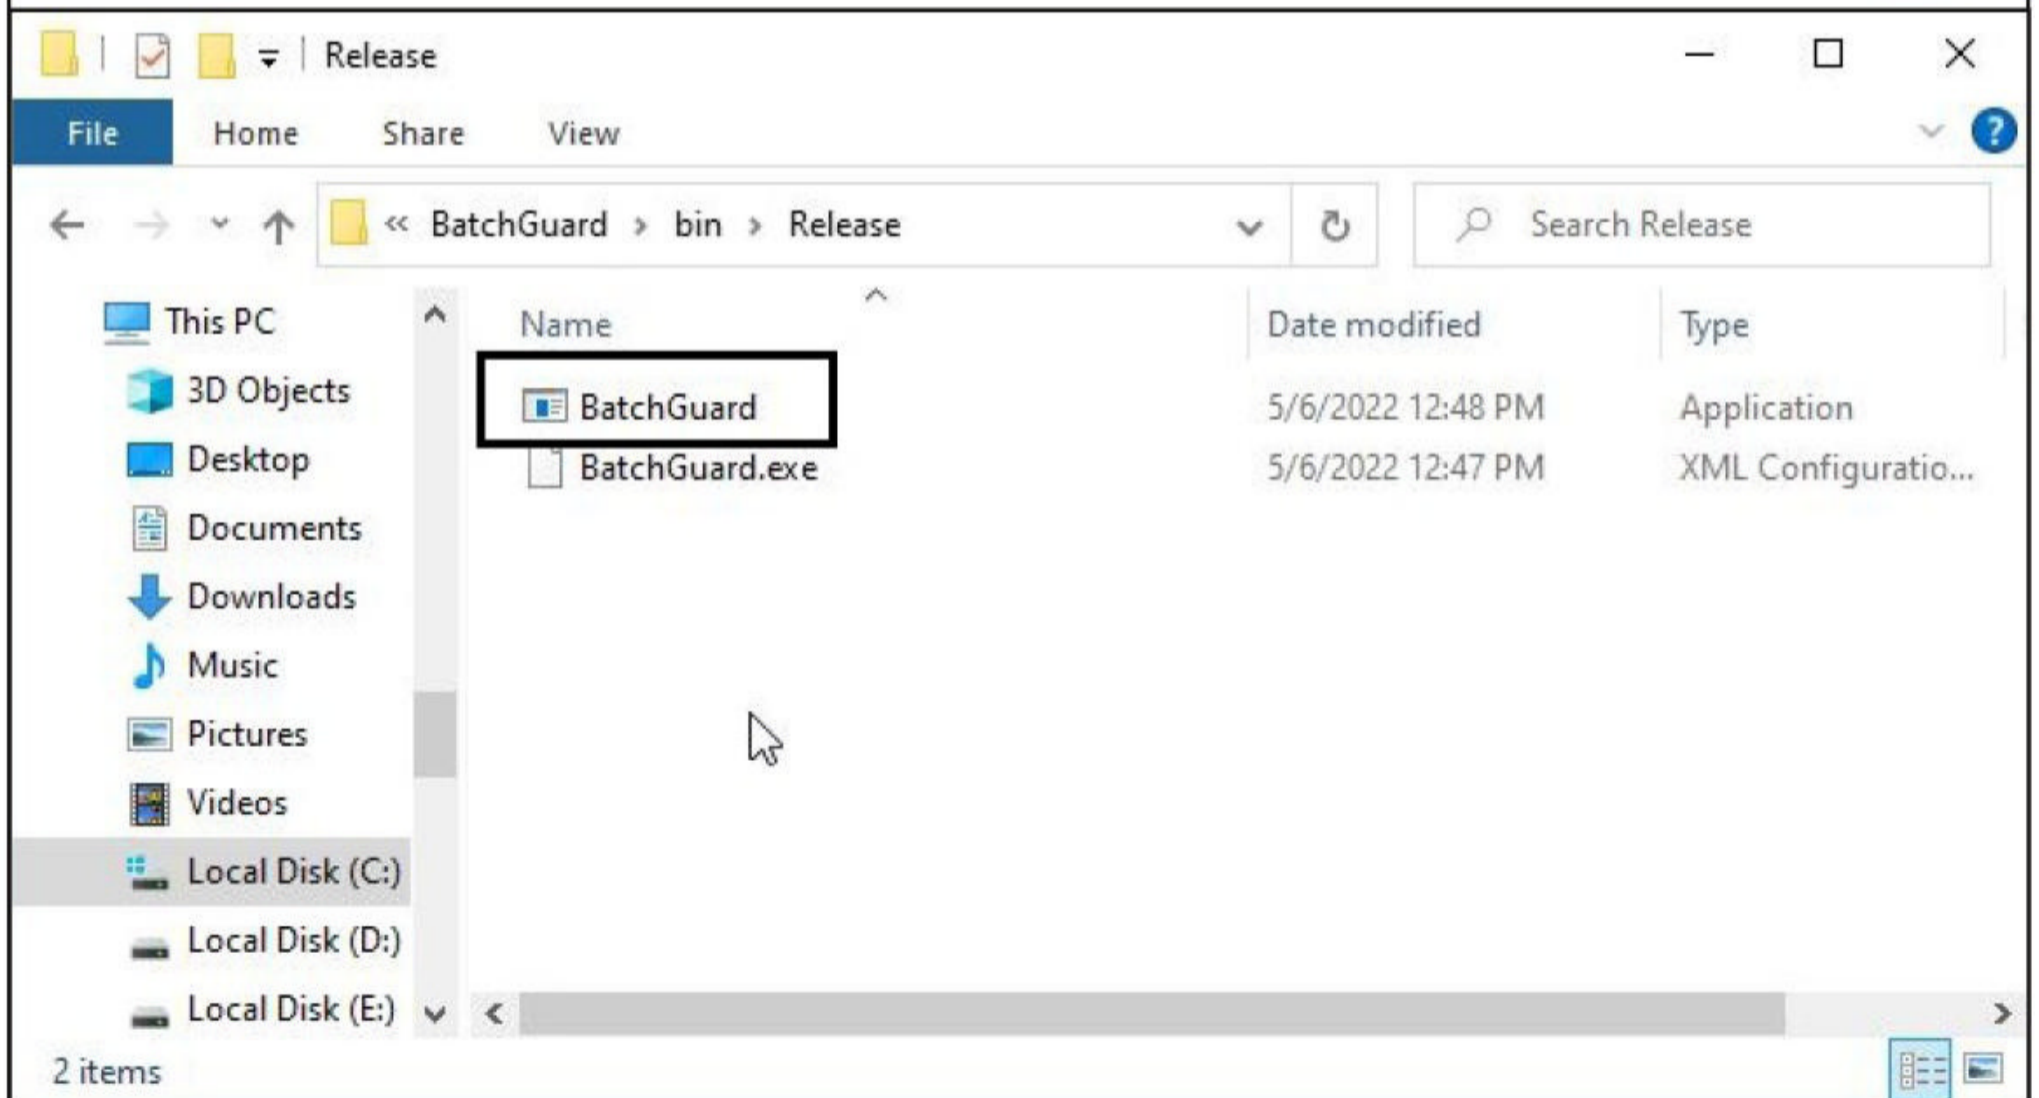 Release
File Home Share View
« BatchGuard > bin > Release
Search Release
This PC
3D Objects
Desktop
Documents
Downloads
Music
Pictures
Videos
Local Disk (C:)
Local Disk (D:)
Local Disk (E:)
Name Date modified Type
BatchGuard 5/6/2022 12:48 PM Application
BatchGuard.exe 5/6/2022 12:47 PM XML Configuratio...
2 items